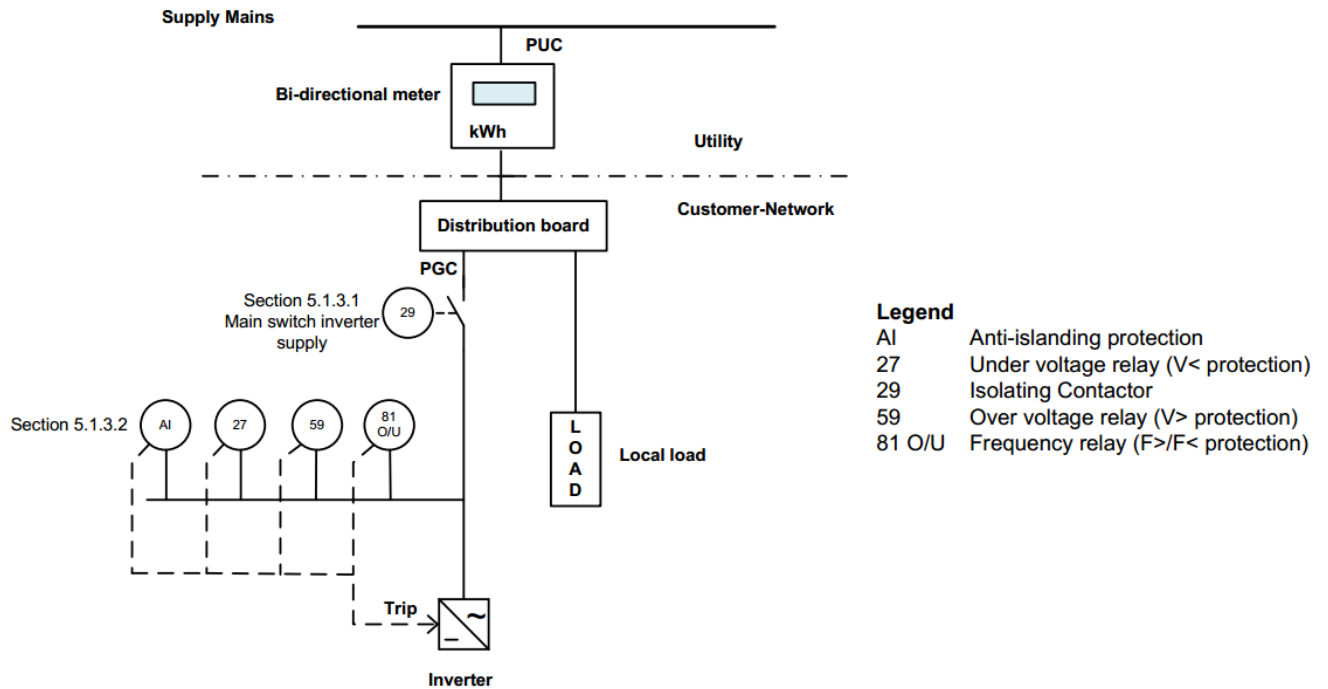 Supply Mains
PUC
Bi-directional meter
kWh
Utility
Customer-Network
Distribution board
PGC
Section 5.1.3.1
Main switch inverter
supply
29
Section 5.1.3.2
AI
27
59
81
O/U
L
O
A
D
Local load
Trip
Inverter
Legend
AI Anti-islanding protection
27 Under voltage relay (V< protection)
29 Isolating Contactor
59 Over voltage relay (V> protection)
81 O/U Frequency relay (F>/F< protection)